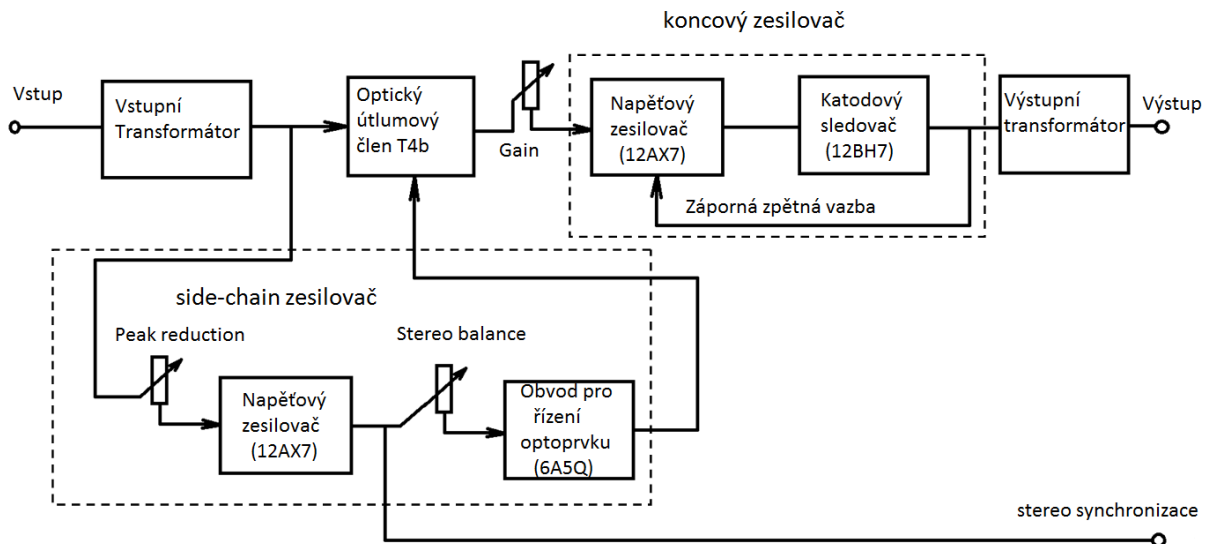 koncový zesilovač
Vstup
Vstupní
Transformátor
Optický
útlumový
člen T4b
Gain
Napěťový
zesilovač
(12AX7)
Katodový
sledovač
(12BH7)
Výstupní
transformátor
Výstup
Záporná zpětná vazba
side-chain zesilovač
Peak reduction
Stereo balance
Napěťový
zesilovač
(12AX7)
Obvod pro
řízení
optoprvku
(6A5Q)
stereo synchronizace